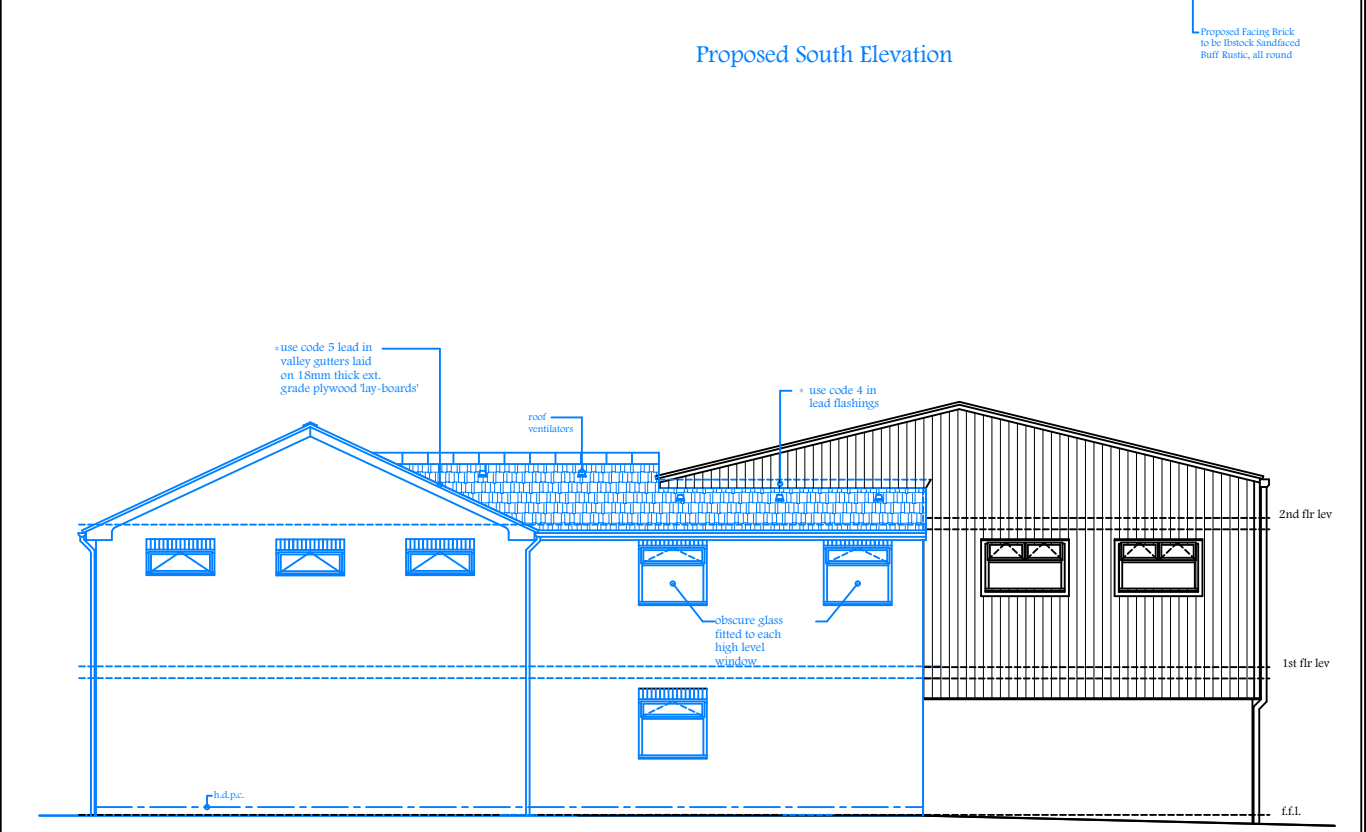 Proposed Facing Brick
to be Ibstock Sandfaced
Buff Rustic, all round
Proposed South Elevation
* use code 5 lead in
valley gutters laid
on 18mm thick ext.
grade plywood 'lay-boards'
roof
ventilators
* use code 4 in
lead flashings
2nd flr lev
obscure glass
fitted to each
high level
window
1st flr lev
h.d.p.c.
f.f.l.